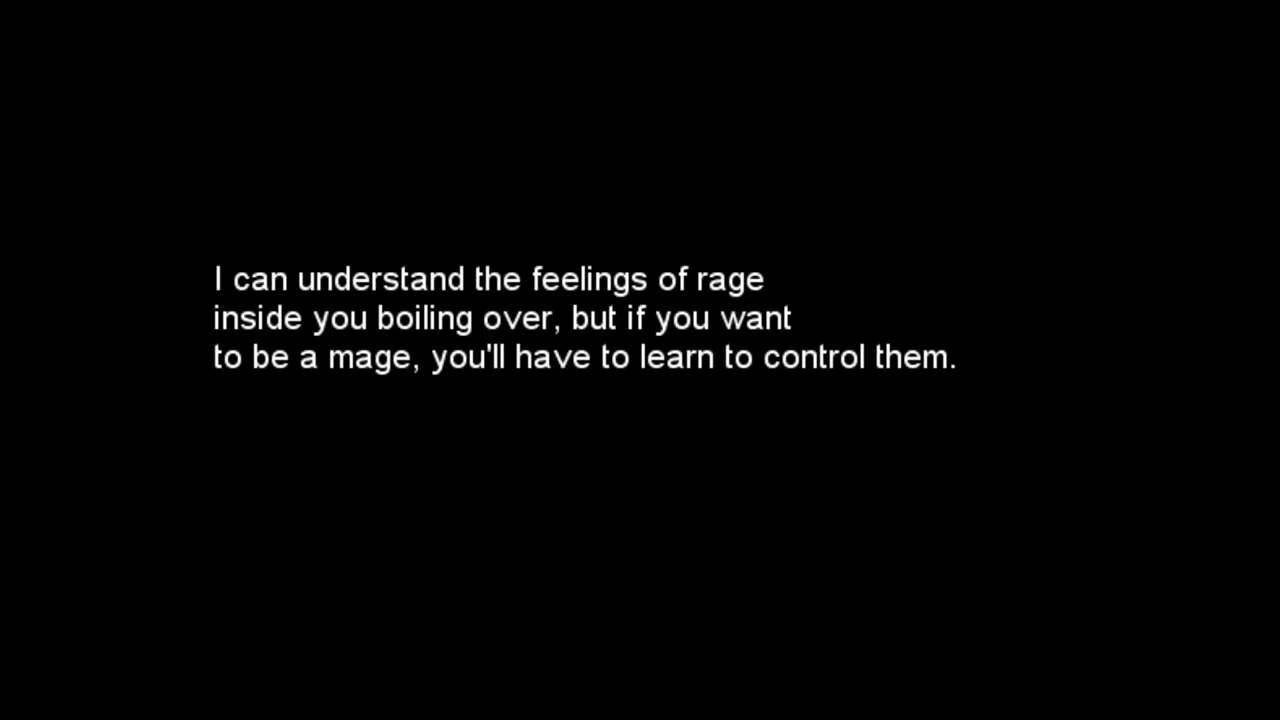 I can understand the feelings of rage
inside you boiling over, but if you want
to be a mage, you'll have to learn to control them.